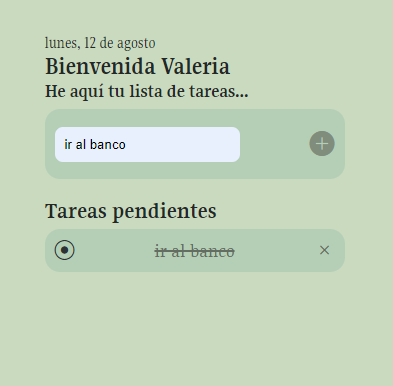 lunes, 12 de agosto
Bienvenida Valeria
He aquí tu lista de tareas...
ir al banco
Tareas pendientes
ir al banco